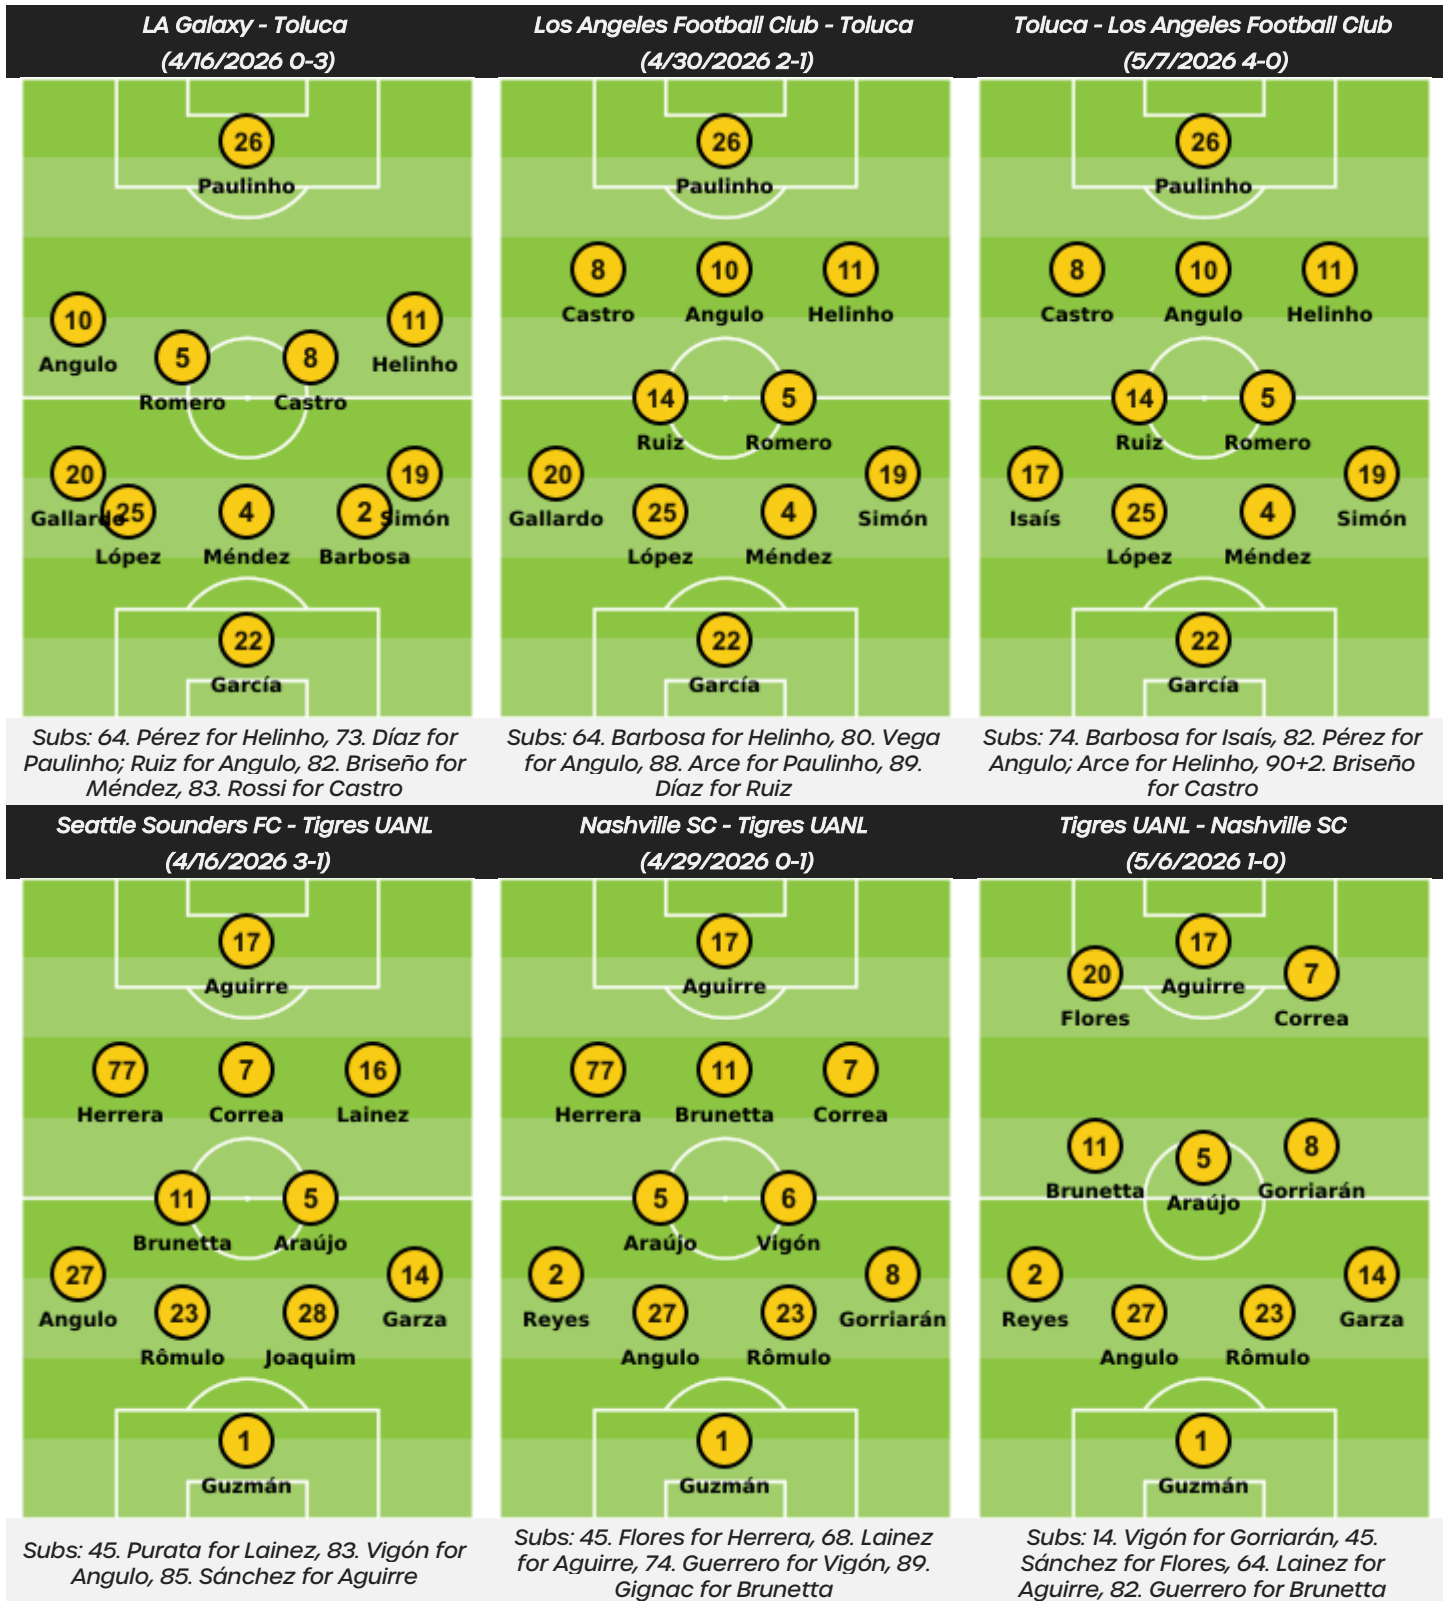 LA Galaxy - Toluca
(4/16/2026 0-3)
26
Paulinho
10
11
5
8
Angulo
Helinho
Romero
Castro
20
19
25
4
2
Gallardo
Simón
López
Méndez
Barbosa
22
García
Subs: 64. Pérez for Helinho, 73. Díaz for
Paulinho; Ruiz for Angulo, 82. Briseño for
Méndez, 83. Rossi for Castro
Los Angeles Football Club - Toluca
(4/30/2026 2-1)
26
Paulinho
8
10
11
Castro
Angulo
Helinho
14
5
Ruiz
Romero
20
19
25
4
Gallardo
Simón
López
Méndez
22
García
Subs: 64. Barbosa for Helinho, 80. Vega
for Angulo, 88. Arce for Paulinho, 89.
Díaz for Ruiz
Toluca - Los Angeles Football Club
(5/7/2026 4-0)
26
Paulinho
8
10
11
Castro
Angulo
Helinho
14
5
Ruiz
Romero
17
19
25
4
Isaís
Simón
López
Méndez
22
García
Subs: 74. Barbosa for Isaís, 82. Pérez for
Angulo; Arce for Helinho, 90+2. Briseño
for Castro
Seattle Sounders FC - Tigres UANL
(4/16/2026 3-1)
17
Aguirre
77
7
16
Herrera
Correa
Lainez
11
5
Brunetta
Araújo
27
14
23
28
Angulo
Garza
Rômulo
Joaquim
1
Guzmán
Subs: 45. Purata for Lainez, 83. Vigón for
Angulo, 85. Sánchez for Aguirre
Nashville SC - Tigres UANL
(4/29/2026 0-1)
17
Aguirre
77
11
7
Herrera
Brunetta
Correa
5
6
Araújo
Vigón
2
8
27
23
Reyes
Gorriarán
Angulo
Rômulo
1
Guzmán
Subs: 45. Flores for Herrera, 68. Lainez
for Aguirre, 74. Guerrero for Vigón, 89.
Gignac for Brunetta
Tigres UANL - Nashville SC
(5/6/2026 1-0)
17
20
7
Aguirre
Flores
Correa
11
5
8
Brunetta
Araújo
Gorriarán
2
14
27
23
Reyes
Garza
Angulo
Rômulo
1
Guzmán
Subs: 14. Vigón for Gorriarán, 45.
Sánchez for Flores, 64. Lainez for
Aguirre, 82. Guerrero for Brunetta